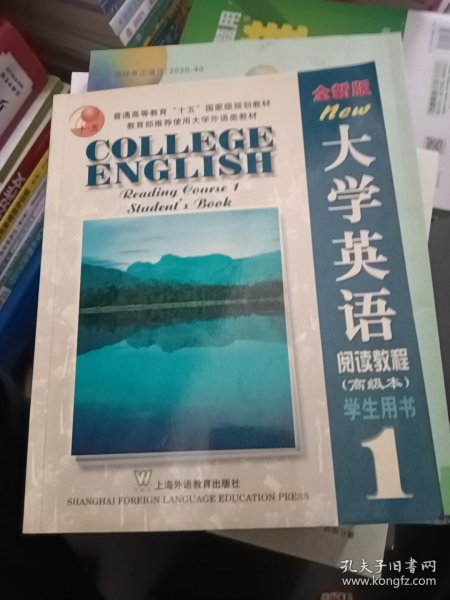 普通高等教育“十五”国家级规划教材
教育部推荐使用大学外语类教材
COLLEGE
ENGLISH
Reading Course 1
Student's Book
全新版
New
大学英语
阅读教程
(高级本)
学生用书
1
W
上海外语教育出版社
SHANGHAI FOREIGN LANGUAGE EDUCATION PRESS
2020-40
孔夫子旧书网
www.kongfz.com